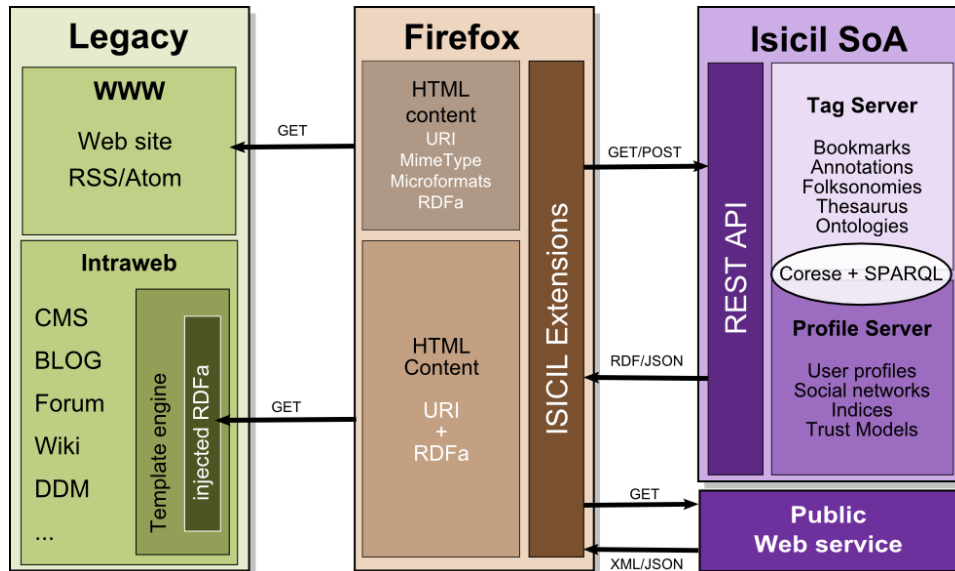 Legacy
WWW
Web site
RSS/Atom
Intraweb
CMS
BLOG
Forum
Wiki
DDM
...
Template engine
injected RDFa
GET
GET
Firefox
HTML
content
URI
MimeType
Microformats
RDFa
HTML
Content
URI
+
RDFa
ISICIL Extensions
GET/POST
RDF/JSON
GET
XML/JSON
Isicil SoA
REST API
Tag Server
Bookmarks
Annotations
Folksonomies
Thesaurus
Ontologies
Corese + SPARQL
Profile Server
User profiles
Social networks
Indices
Trust Models
Public
Web service